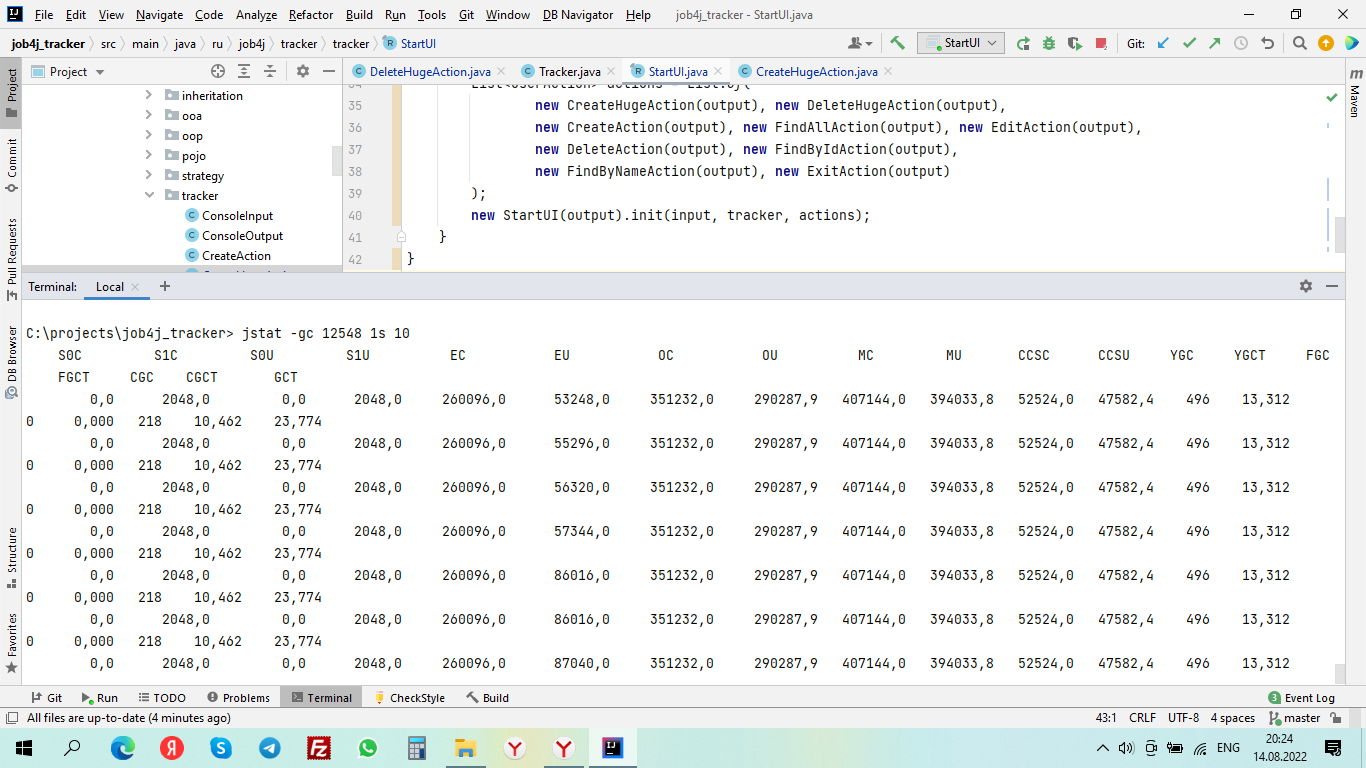 File Edit View Navigate Code Analyze Refactor Build Run Tools Git Window DB Navigator Help job4j_tracker - StartUI.java
job4j_tracker src main java ru job4j tracker tracker StartUI
StartUI
Git:
Project
DeleteHugeAction.java
Tracker.java
StartUI.java
CreateHugeAction.java
inheritation
ooa
oop
pojo
strategy
tracker
ConsoleInput
ConsoleOutput
CreateAction
35 new CreateHugeAction(output), new DeleteHugeAction(output),
36 new CreateAction(output), new FindAllAction(output), new EditAction(output),
37 new DeleteAction(output), new FindByIdAction(output),
38 new FindByNameAction(output), new ExitAction(output)
39 );
40 new StartUI(output).init(input, tracker, actions);
41 }
42 }
Project
Commit
Pull Requests
DB Browser
Structure
Favorites
m
Maven
Terminal: Local +
C:\projects\job4j_tracker> jstat -gc 12548 1s 10
S0C S1C S0U S1U EC EU OC OU MC MU CCSC CCSU YGC YGCT FGC
FGCT CGC CGCT GCT
0,0 2048,0 0,0 2048,0 260096,0 53248,0 351232,0 290287,9 407144,0 394033,8 52524,0 47582,4 496 13,312
0 0,000 218 10,462 23,774
0,0 2048,0 0,0 2048,0 260096,0 55296,0 351232,0 290287,9 407144,0 394033,8 52524,0 47582,4 496 13,312
0 0,000 218 10,462 23,774
0,0 2048,0 0,0 2048,0 260096,0 56320,0 351232,0 290287,9 407144,0 394033,8 52524,0 47582,4 496 13,312
0 0,000 218 10,462 23,774
0,0 2048,0 0,0 2048,0 260096,0 57344,0 351232,0 290287,9 407144,0 394033,8 52524,0 47582,4 496 13,312
0 0,000 218 10,462 23,774
0,0 2048,0 0,0 2048,0 260096,0 86016,0 351232,0 290287,9 407144,0 394033,8 52524,0 47582,4 496 13,312
0 0,000 218 10,462 23,774
0,0 2048,0 0,0 2048,0 260096,0 86016,0 351232,0 290287,9 407144,0 394033,8 52524,0 47582,4 496 13,312
0 0,000 218 10,462 23,774
0,0 2048,0 0,0 2048,0 260096,0 87040,0 351232,0 290287,9 407144,0 394033,8 52524,0 47582,4 496 13,312
Git Run TODO Problems Terminal CheckStyle Build 3 Event Log
All files are up-to-date (4 minutes ago) 43:1 CRLF UTF-8 4 spaces master
ENG
20:24
14.08.2022